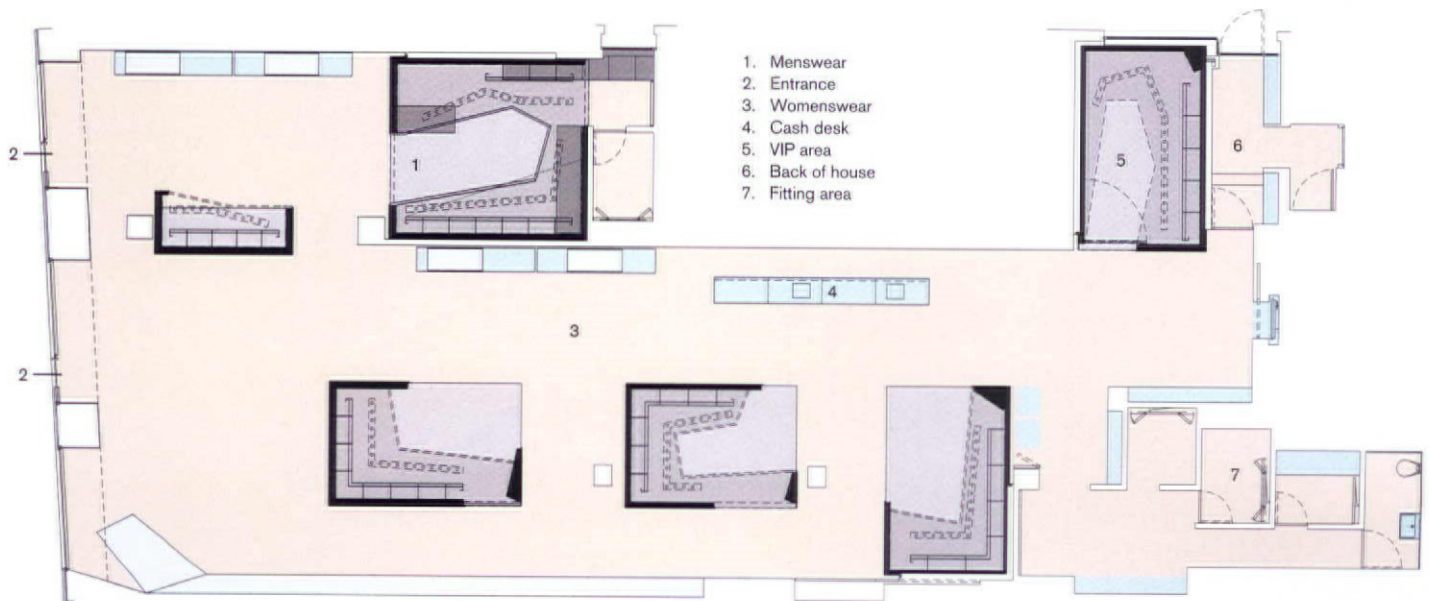 1. Menswear
2. Entrance
3. Womenswear
4. Cash desk
5. VIP area
6. Back of house
7. Fitting area
2
1
5
6
4
3
2
7